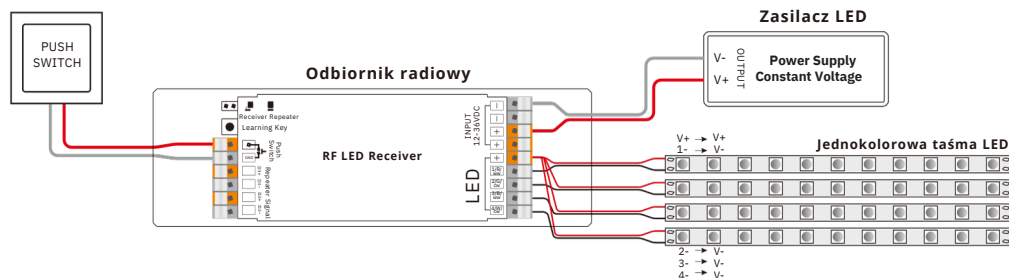 Zasilacz LED
PUSH
SWITCH
V-
V+
OUTPUT
Power Supply
Constant Voltage
Odbiornik radiowy
Receiver Repeater
Learning Key
Push
Switch
GND
Repeater Signal
RF LED Receiver
INPUT
12-36VDC
LED
V+ → V+
1- → V-
Jednokolorowa taśma LED
2- → V-
3- → V-
4- → V-